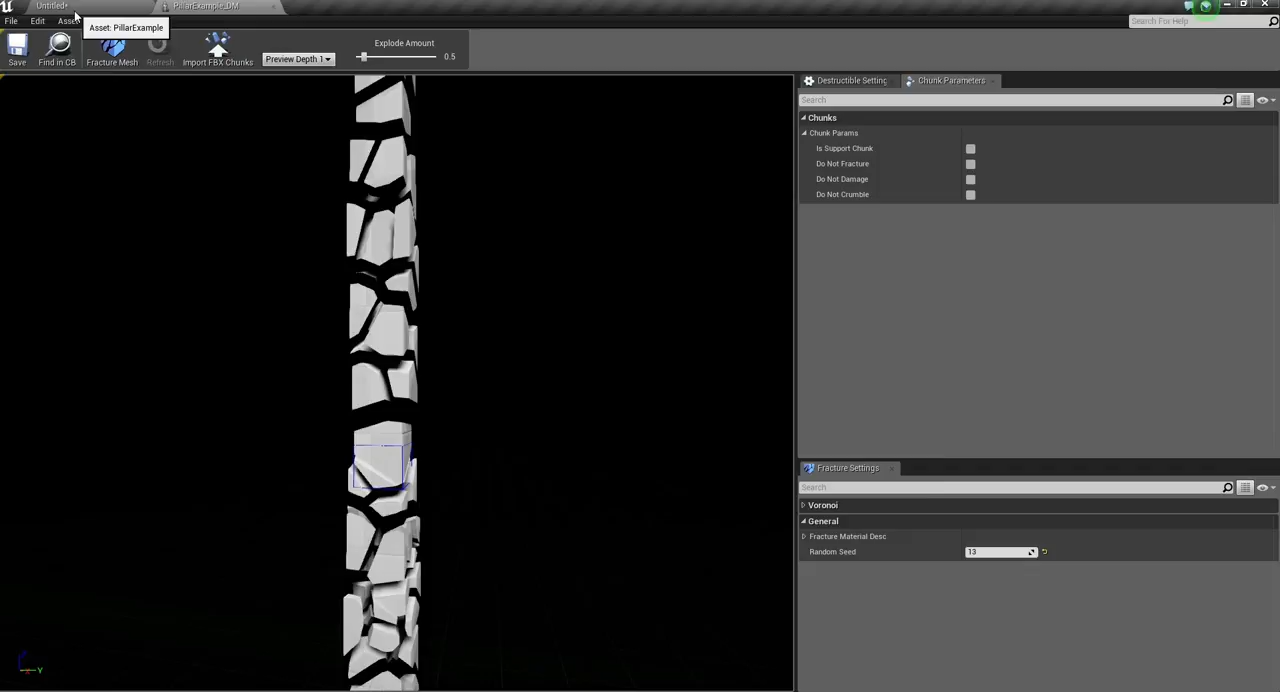 Untitled*
PillarExample_DM
File
Edit
Asset
Asset: PillarExample
Search For Help
Save
Find in CB
Fracture Mesh
Refresh
Import FBX Chunks
Preview Depth 1
Explode Amount
0.5
Destructible Setting
Chunk Parameters
Search
Chunks
Chunk Params
Is Support Chunk
Do Not Fracture
Do Not Damage
Do Not Crumble
Fracture Settings
Search
Voronoi
General
Fracture Material Desc
Random Seed
13
Y